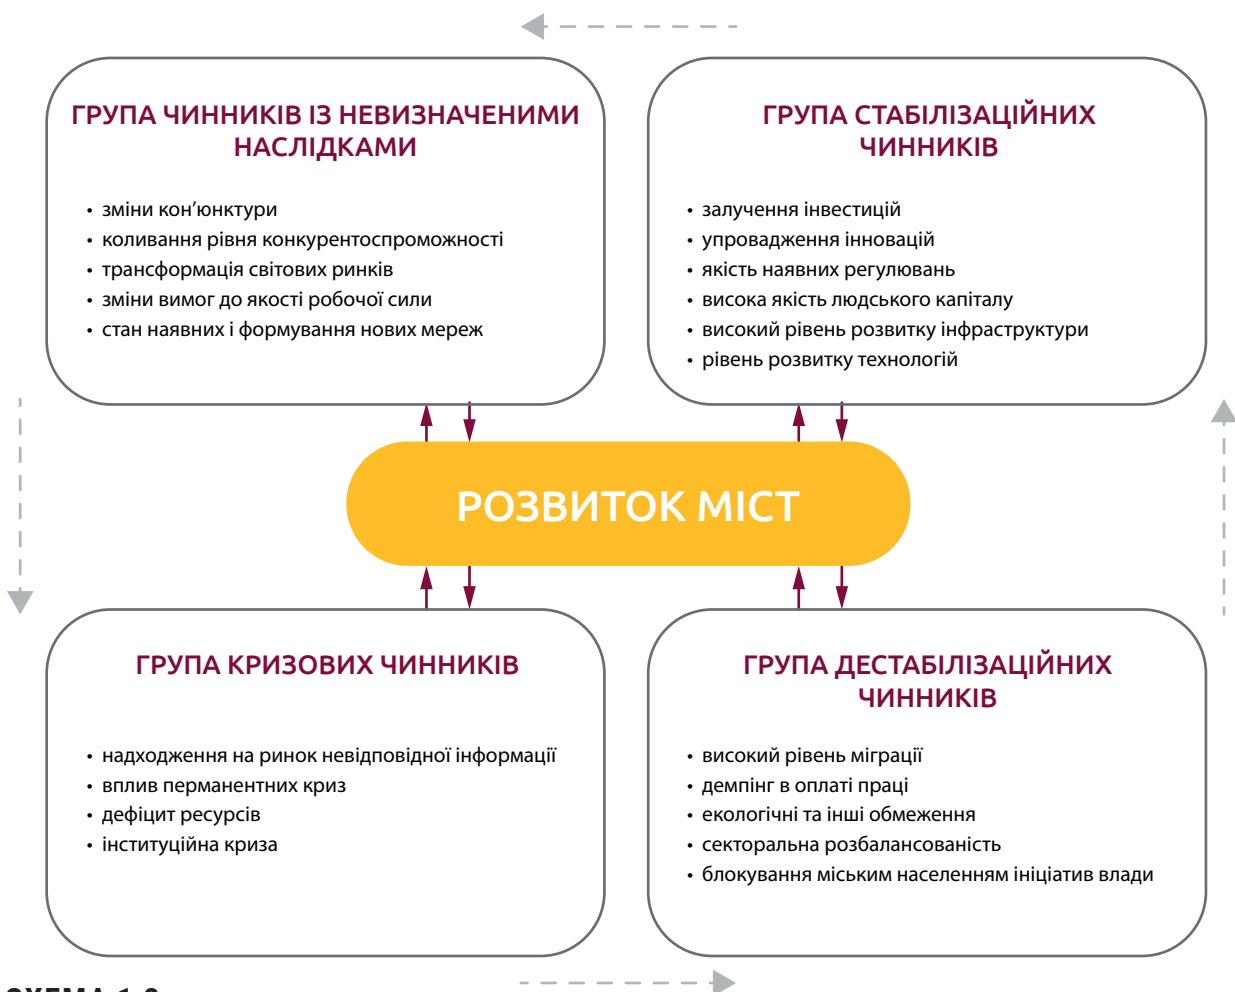 ГРУПА ЧИННИКІВ ІЗ НЕВИЗНАЧЕНИМИ
НАСЛІДКАМИ
• зміни кон’юнктури
• коливання рівня конкурентоспроможності
• трансформація світових ринків
• зміни вимог до якості робочої сили
• стан наявних і формування нових мереж
ГРУПА СТАБІЛІЗАЦІЙНИХ
ЧИННИКІВ
• залучення інвестицій
• упровадження інновацій
• якість наявних регулювань
• висока якість людського капіталу
• високий рівень розвитку інфраструктури
• рівень розвитку технологій
РОЗВИТОК МІСТ
ГРУПА КРИЗОВИХ ЧИННИКІВ
• надходження на ринок невідповідної інформації
• вплив перманентних криз
• дефіцит ресурсів
• інституційна криза
ГРУПА ДЕСТАБІЛІЗАЦІЙНИХ
ЧИННИКІВ
• високий рівень міграції
• демпінг в оплаті праці
• екологічні та інші обмеження
• секторальна розбалансованість
• блокування міським населенням ініціатив влади